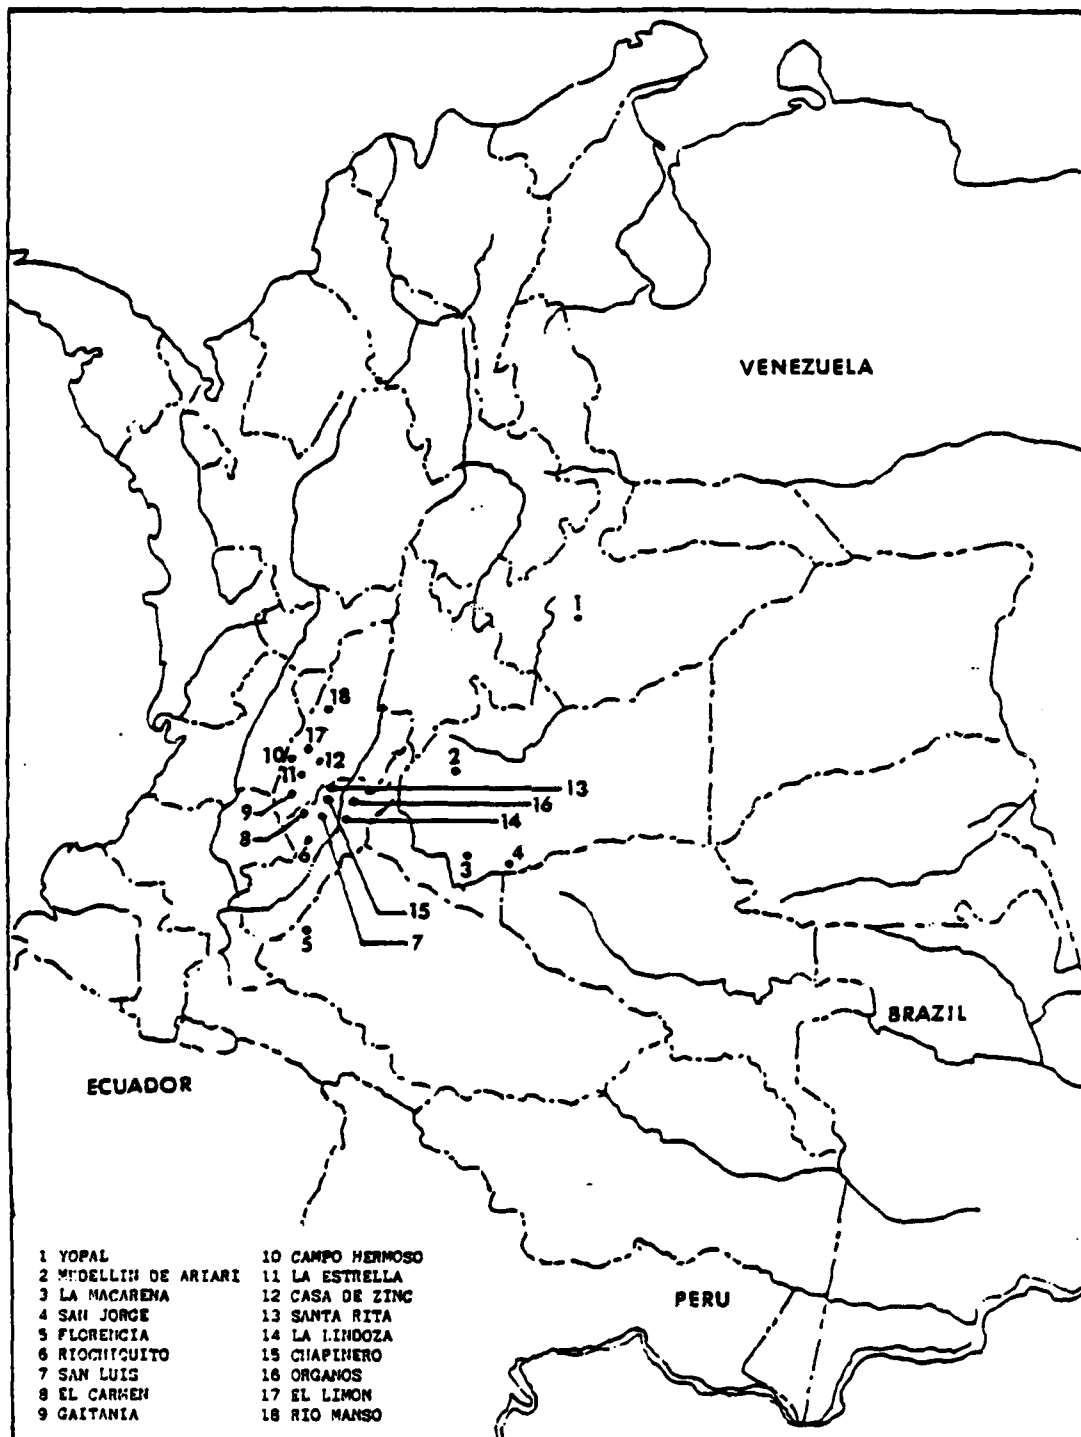 VENEZUELA
1
18
17
10
12
11
2
13
9
16
8
14
6
3
4
15
5
7
BRAZIL
ECUADOR
PERU
1 YOPAL
2 MEDELLIN DE ARIARI
3 LA MACARENA
4 SAN JORGE
5 FLORENCIA
6 RIOCHIQUITO
7 SAN LUIS
8 EL CARMEN
9 GAITANIA
10 CAMPO HERMOSO
11 LA ESTRELLA
12 CASA DE ZINC
13 SANTA RITA
14 LA LINDOZA
15 CHAPINERO
16 ORGANOS
17 EL LIMON
18 RIO MANSO